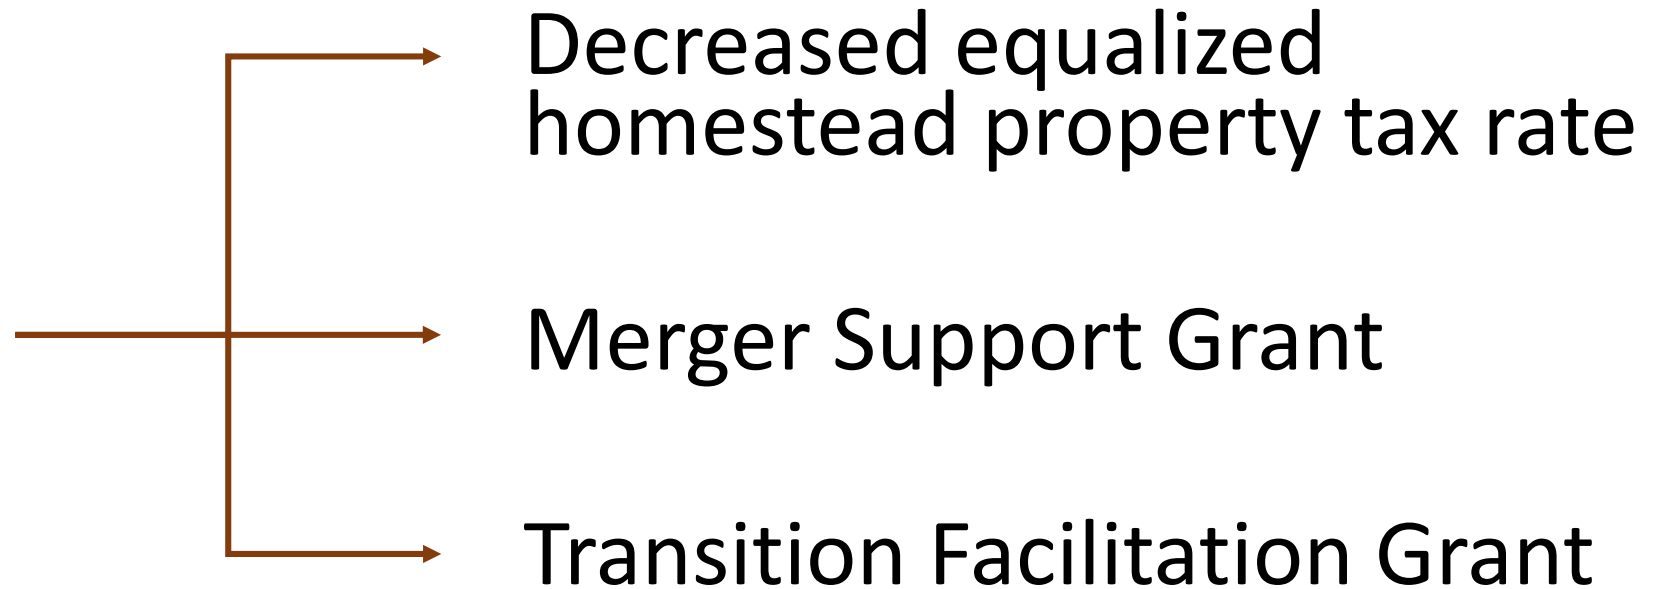 Decreased equalized
homestead property tax rate
Merger Support Grant
Transition Facilitation Grant